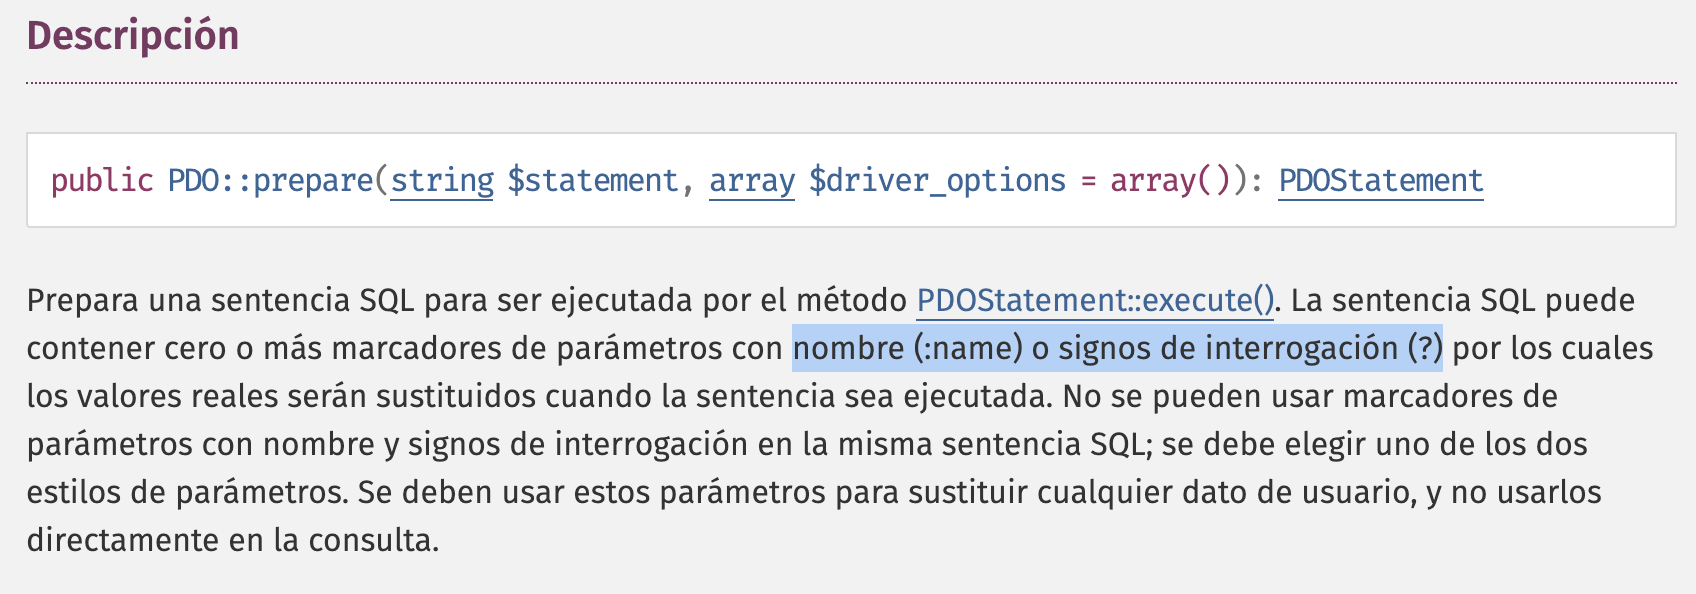 Descripción
public PDO::prepare(string $statement, array $driver_options = array()): PDOStatement
Prepara una sentencia SQL para ser ejecutada por el método PDOStatement::execute(). La sentencia SQL puede
contener cero o más marcadores de parámetros con nombre (:name) o signos de interrogación (?) por los cuales
los valores reales serán sustituidos cuando la sentencia sea ejecutada. No se pueden usar marcadores de
parámetros con nombre y signos de interrogación en la misma sentencia SQL; se debe elegir uno de los dos
estilos de parámetros. Se deben usar estos parámetros para sustituir cualquier dato de usuario, y no usarlos
directamente en la consulta.